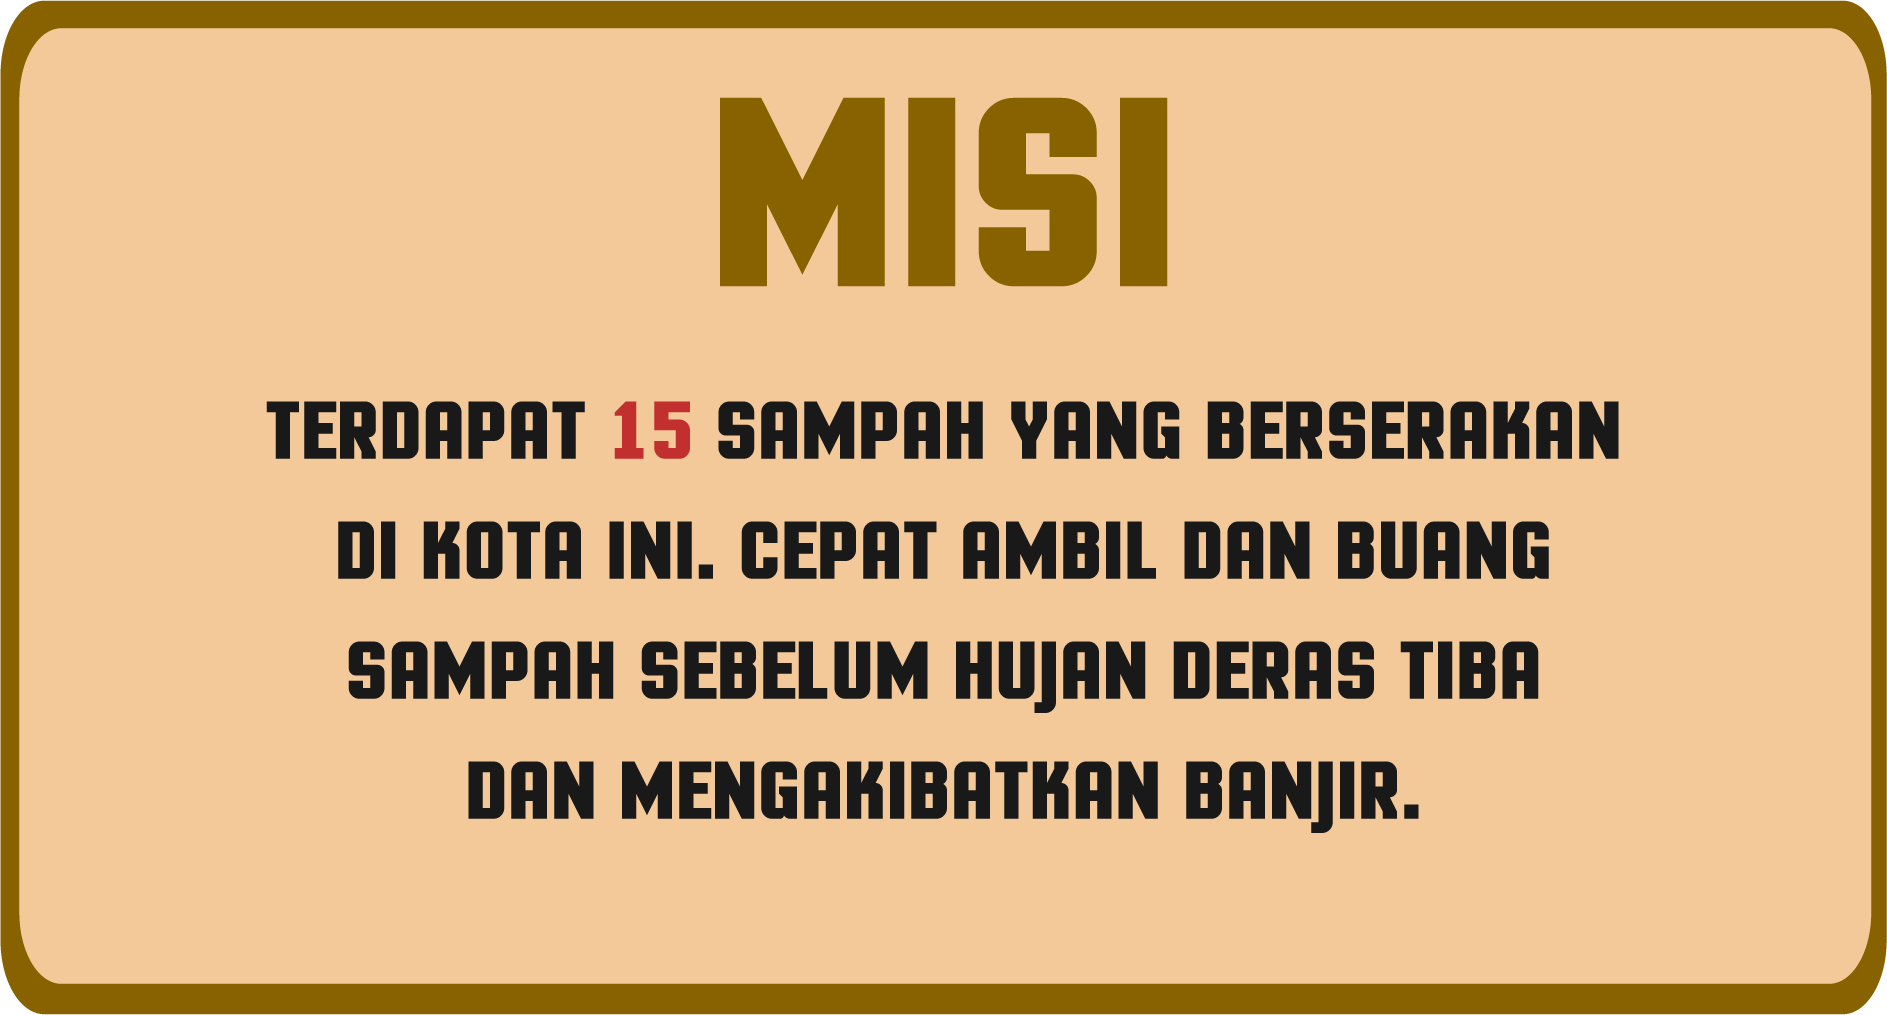 MISI
TERDAPAT 15 SAMPAH YANG BERSERAKAN
DI KOTA INI. CEPAT AMBIL DAN BUANG
SAMPAH SEBELUM HUJAN DERAS TIBA
DAN MENGAKIBATKAN BANJIR.